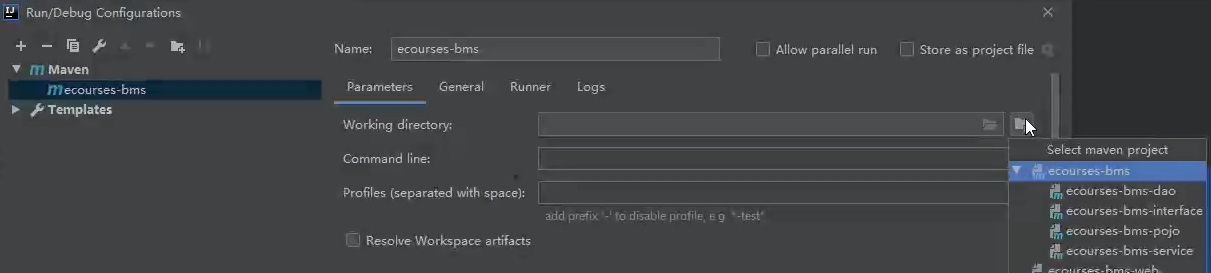 Run/Debug Configurations
Name: ecourses-bms
Allow parallel run
Store as project file
Maven
ecourses-bms
Templates
Parameters General Runner Logs
Working directory:
Command line:
Profiles (separated with space):
add prefix '-' to disable profile, e.g. "-test"
Resolve Workspace artifacts
Select maven project
ecourses-bms
ecourses-bms-dao
ecourses-bms-interface
ecourses-bms-pojo
ecourses-bms-service
ecourses-bms-web